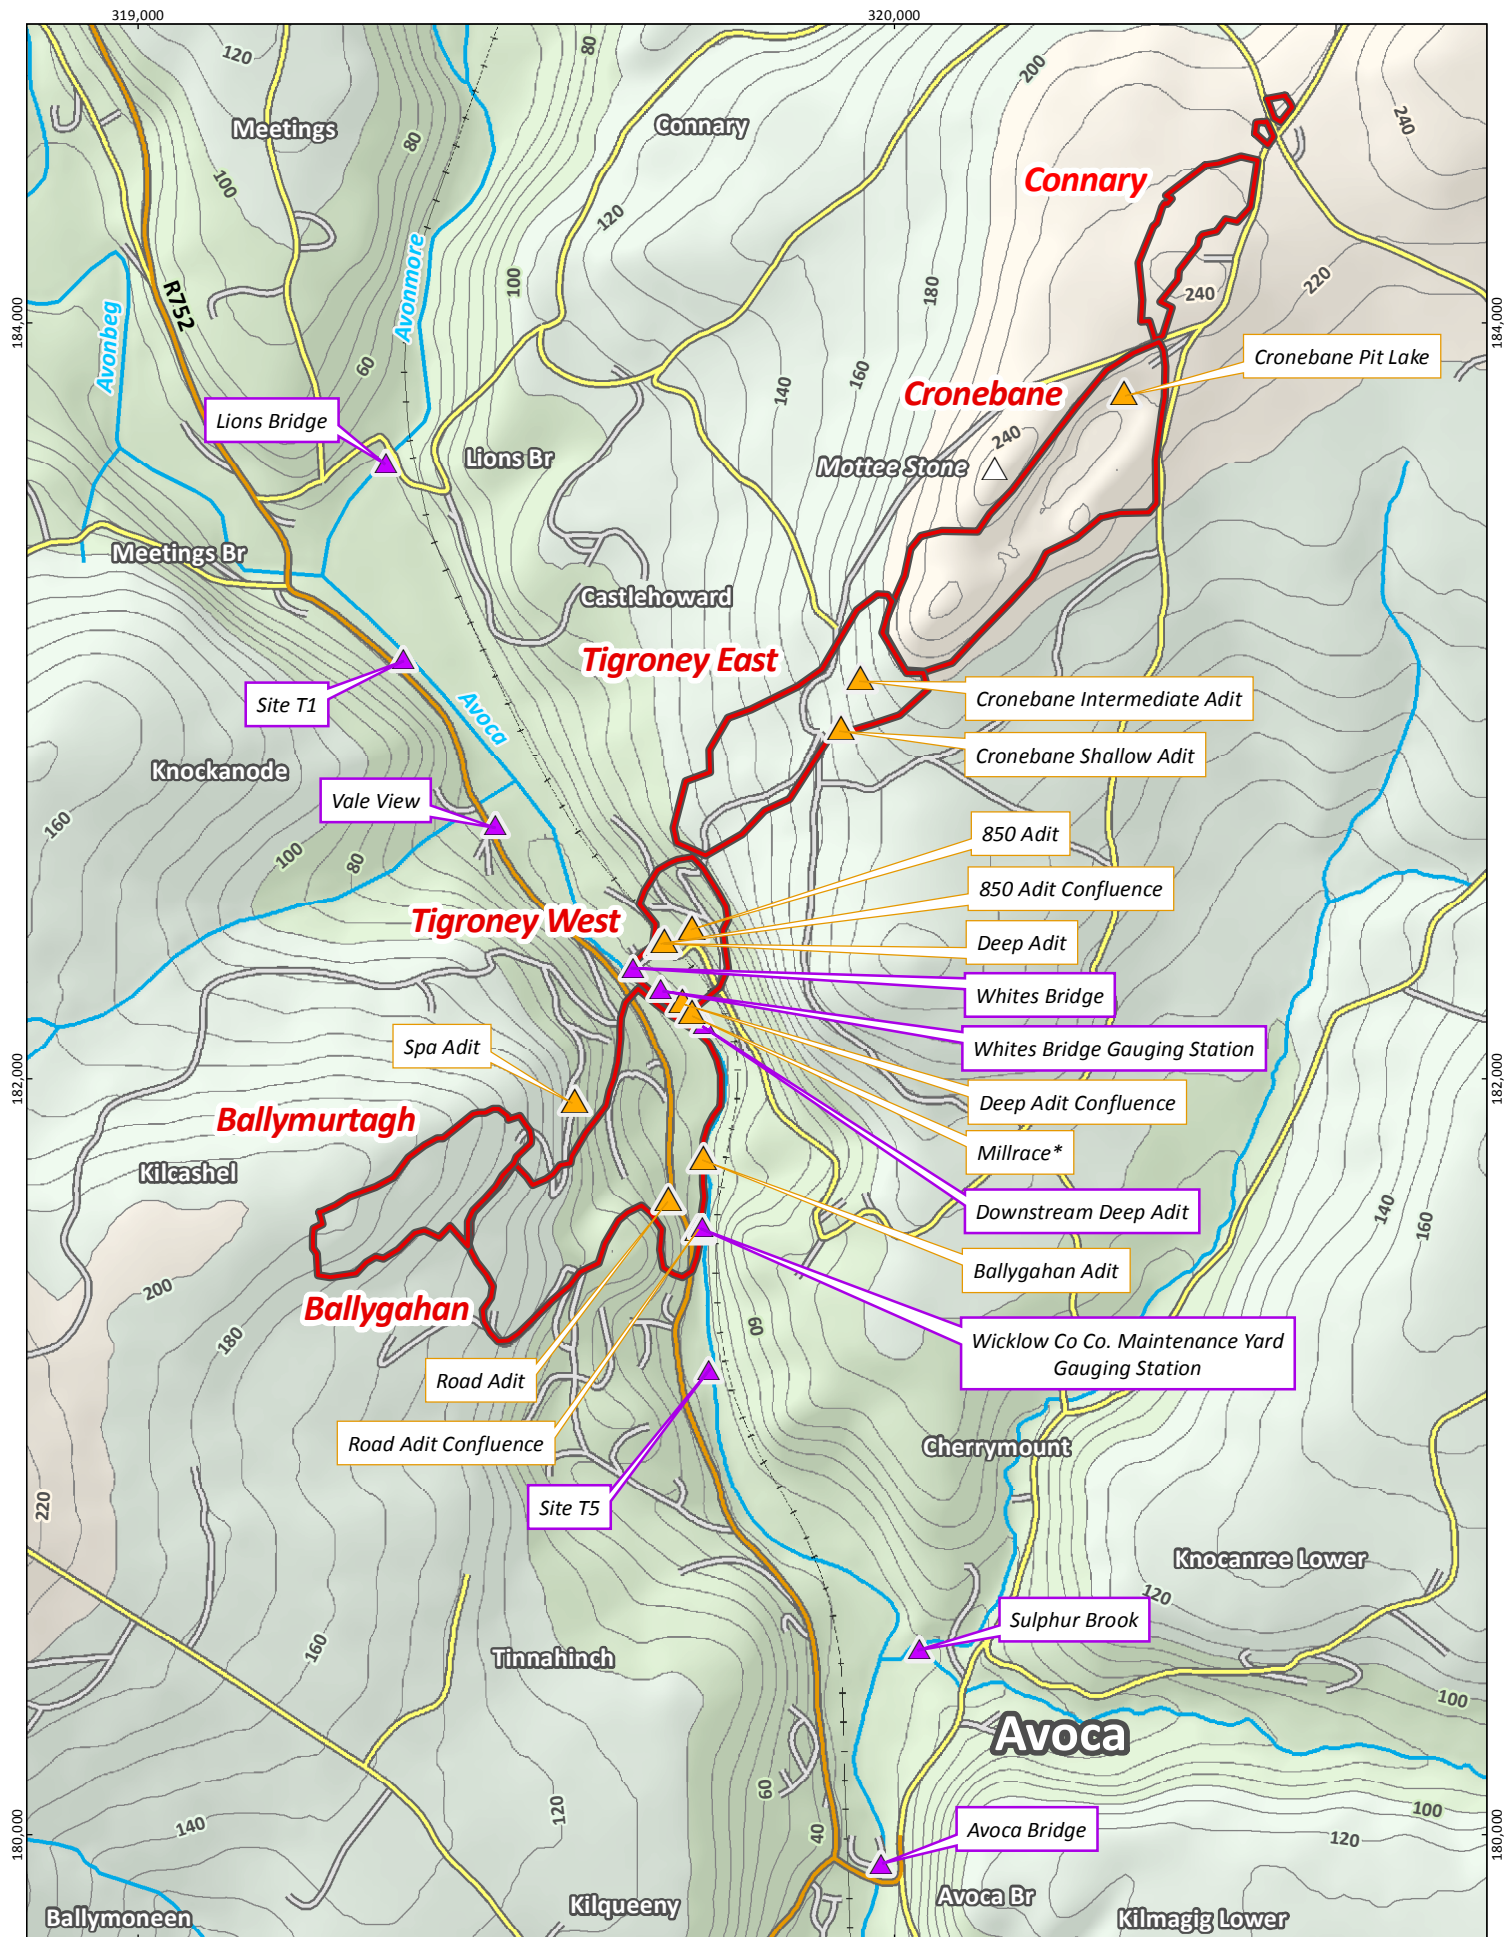 319,000
320,000
120
80
200
Meetings
Connary
240
80
100
Connary
120
Avonmore
100
R752
180
240
220
184,000
184,000
Avonbeg
60
140
160
Cronebane Pit Lake
Cronebane
Lions Bridge
240
Lions Br
Mottee Stone
Meetings Br
Castlehoward
Tigroney East
Site T1
Avoca
Cronebane Intermediate Adit
Cronebane Shallow Adit
Knockanode
Vale View
160
100
80
850 Adit
850 Adit Confluence
Tigroney West
Deep Adit
Whites Bridge
Spa Adit
Whites Bridge Gauging Station
182,000
182,000
Deep Adit Confluence
Ballymurtagh
Millrace*
Kilcashel
Downstream Deep Adit
140
160
Ballygahan Adit
200
Ballygahan
180
60
Wicklow Co Co. Maintenance Yard
Gauging Station
Road Adit
Road Adit Confluence
Cherrymount
220
Site T5
Knocanree Lower
120
Sulphur Brook
160
Tinnahinch
100
Avoca
60
120
140
40
100
120
Avoca Bridge
180,000
180,000
Avoca Br
Kilqueeny
Ballymoneen
Kilmagig Lower